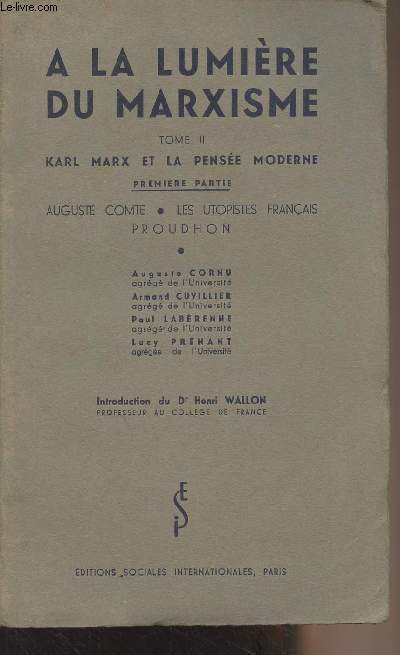 Le-livre.com
A LA LUMIÈRE
DU MARXISME
TOME II
KARL MARX ET LA PENSÉE MODERNE
PREMIÈRE PARTIE
AUGUSTE COMTE • LES UTOPISTES FRANÇAIS
PROUDHON
•
Auguste CORNU
agrégé de l'Université
Armand CUVILLIER
agrégé de l'Université
Paul LABÉRENNE
agrégé de l'Université
Lucy PRENANT
agrégée de l'Université
Introduction du Dr Henri WALLON
PROFESSEUR AU COLLÈGE DE FRANCE
ESI
EDITIONS SOCIALES INTERNATIONALES, PARIS